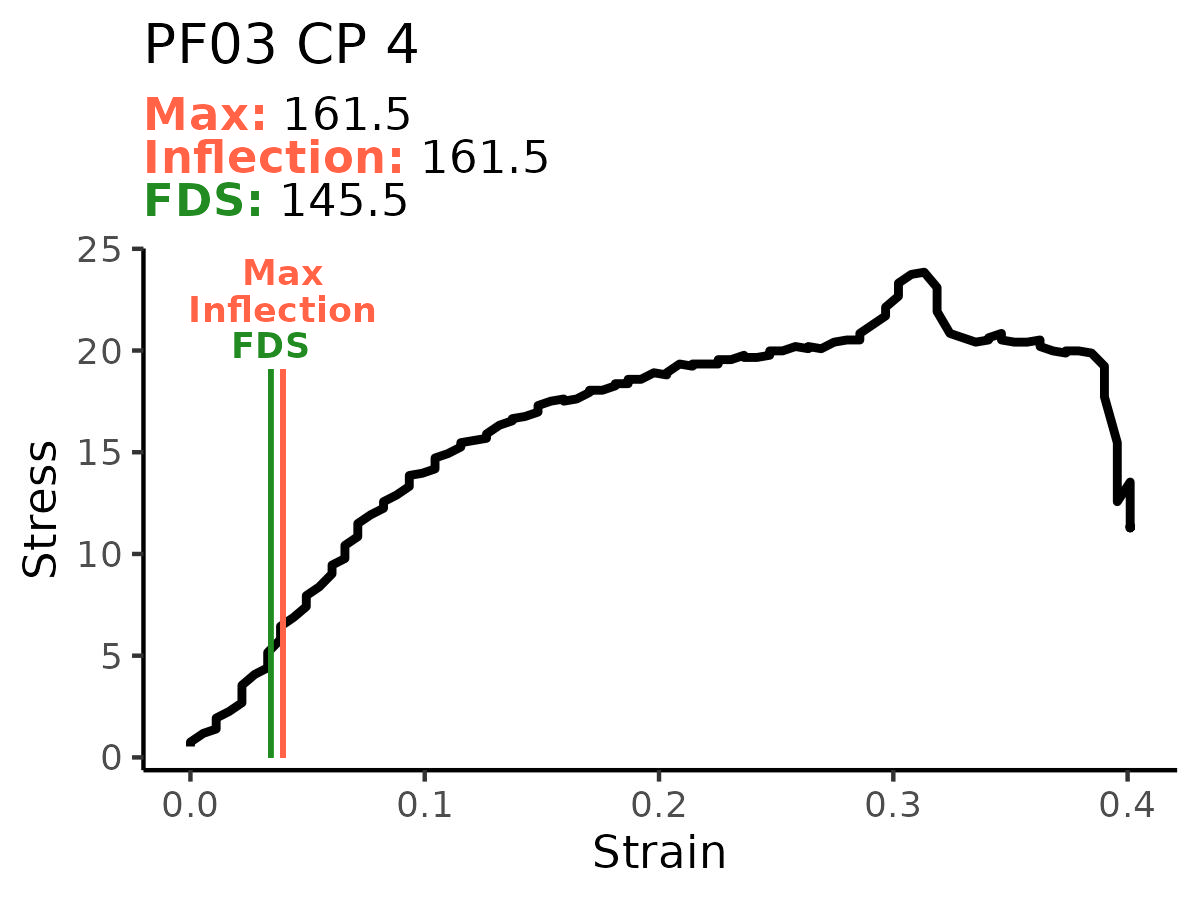 PF03 CP 4
Max: 161.5
Inflection: 161.5
FDS: 145.5
25
20
15
10
5
0
Stress
Max
Inflection
FDS
0.0 0.1 0.2 0.3 0.4
Strain